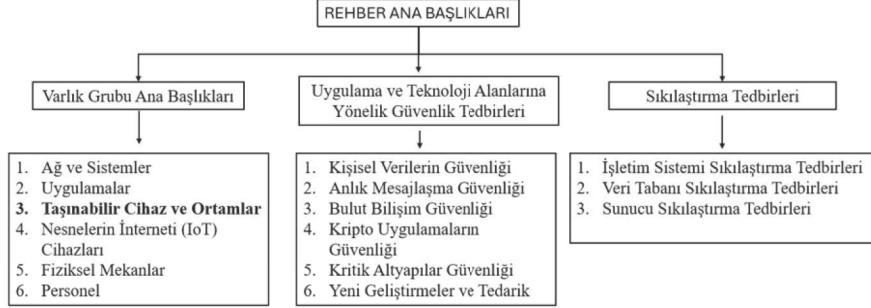 REHBER ANA BAŞLIKLARI
Varlık Grubu Ana Başlıkları
1. Ağ ve Sistemler
2. Uygulamalar
3. Taşınabilir Cihaz ve Ortamlar
4. Nesnelerin İnterneti (IoT)
Cihazları
5. Fiziksel Mekanlar
6. Personel
Uygulama ve Teknoloji Alanlarına
Yönelik Güvenlik Tedbirleri
1. Kişisel Verilerin Güvenliği
2. Anlık Mesajlaşma Güvenliği
3. Bulut Bilişim Güvenliği
4. Kripto Uygulamaların
Güvenliği
5. Kritik Altyapılar Güvenliği
6. Yeni Geliştirmeler ve Tedarik
Sıkılaştırma Tedbirleri
1. İşletim Sistemi Sıkılaştırma Tedbirleri
2. Veri Tabanı Sıkılaştırma Tedbirleri
3. Sunucu Sıkılaştırma Tedbirleri